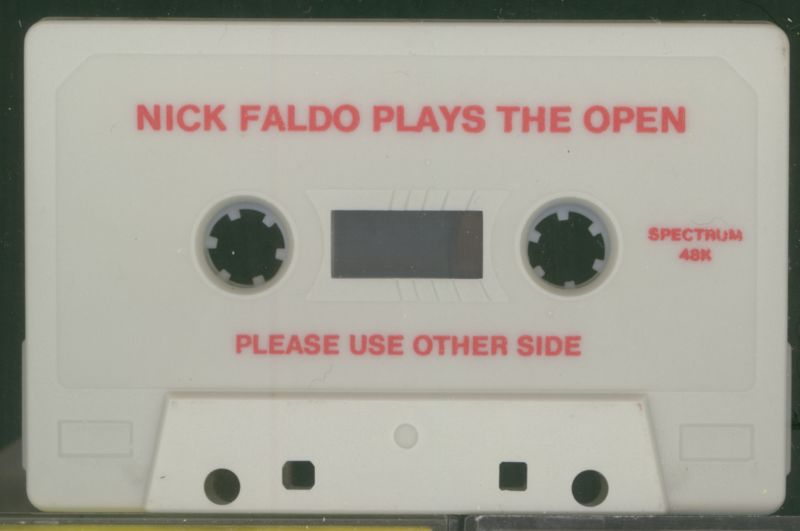 NICK FALDO PLAYS THE OPEN
SPECTRUM
48K
PLEASE USE OTHER SIDE